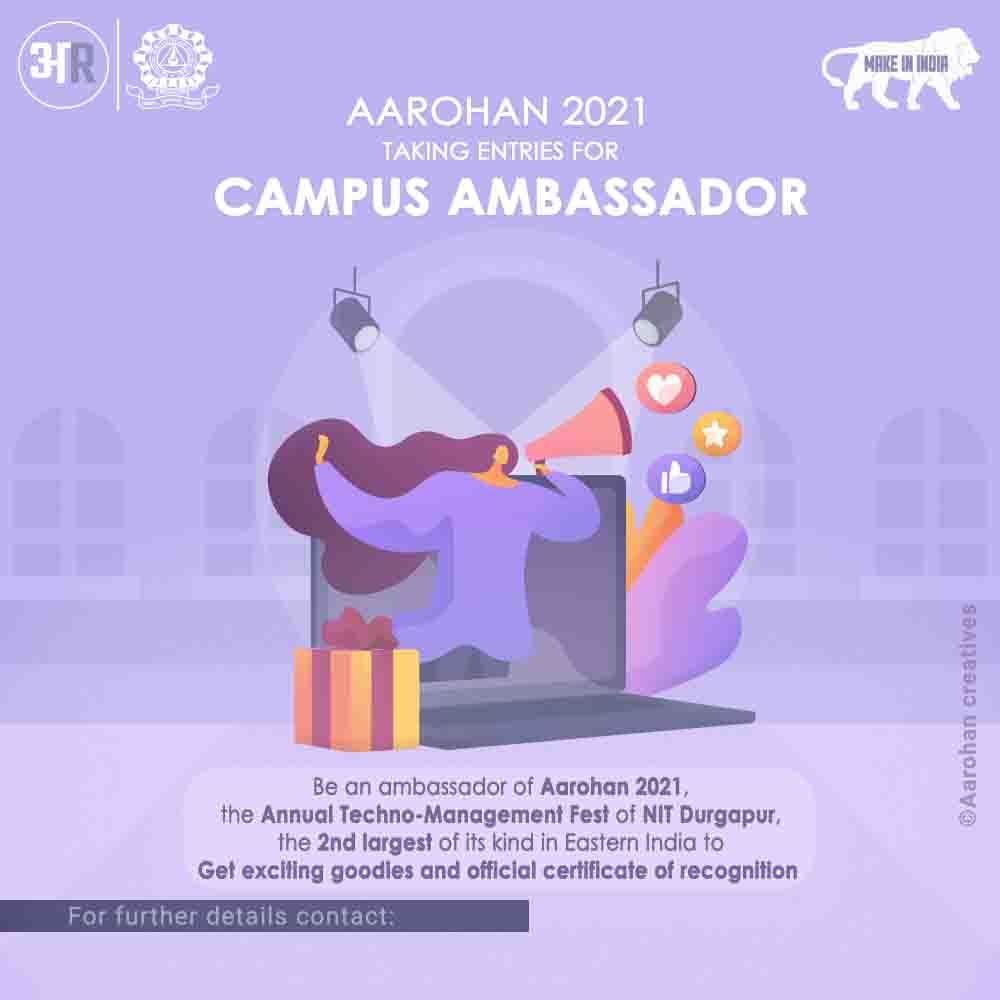 अR
MAKE IN INDIA
AAROHAN 2021
TAKING ENTRIES FOR
CAMPUS AMBASSADOR
©Aarohan creatives
Be an ambassador of Aarohan 2021,
the Annual Techno-Management Fest of NIT Durgapur,
the 2nd largest of its kind in Eastern India to
Get exciting goodies and official certificate of recognition
For further details contact: